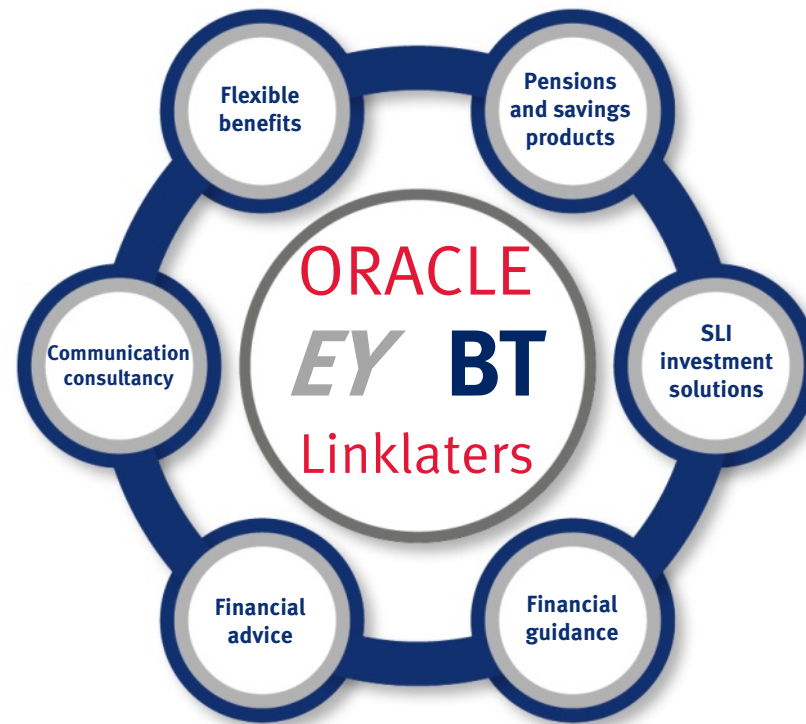 Flexible
benefits
Pensions
and savings
products
ORACLE
EY BT
Linklaters
Communication
consultancy
SLI
investment
solutions
Financial
advice
Financial
guidance